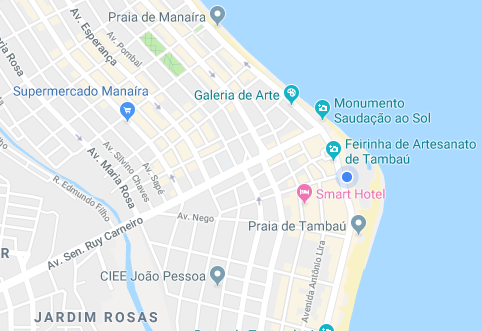 Praia de Manaíra
Av. Esperança
Av. Pombal
Maria Rosa
Supermercado Manaíra
Galeria de Arte
Monumento
Saudação ao Sol
Feirinha de Artesanato
de Tambaú
Av. Maria Rosa
Av. Silvino Chaves
Av. Sapé
R. Edmundo Filho
Smart Hotel
Av. Nego
Praia de Tambaú
Av. Sen. Ruy Carneiro
CIEE João Pessoa
Avenida Antônio Lira
JARDIM ROSAS